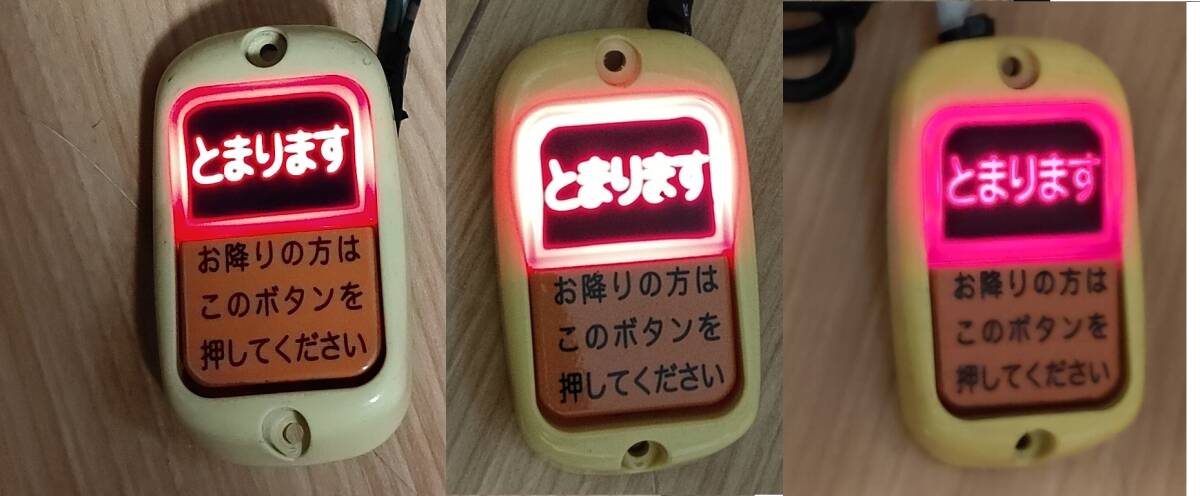 とまります
お降りの方は
このボタンを
押してください
とまります
お降りの方は
このボタンを
押してください
とまります
お降りの方は
このボタンを
押してください